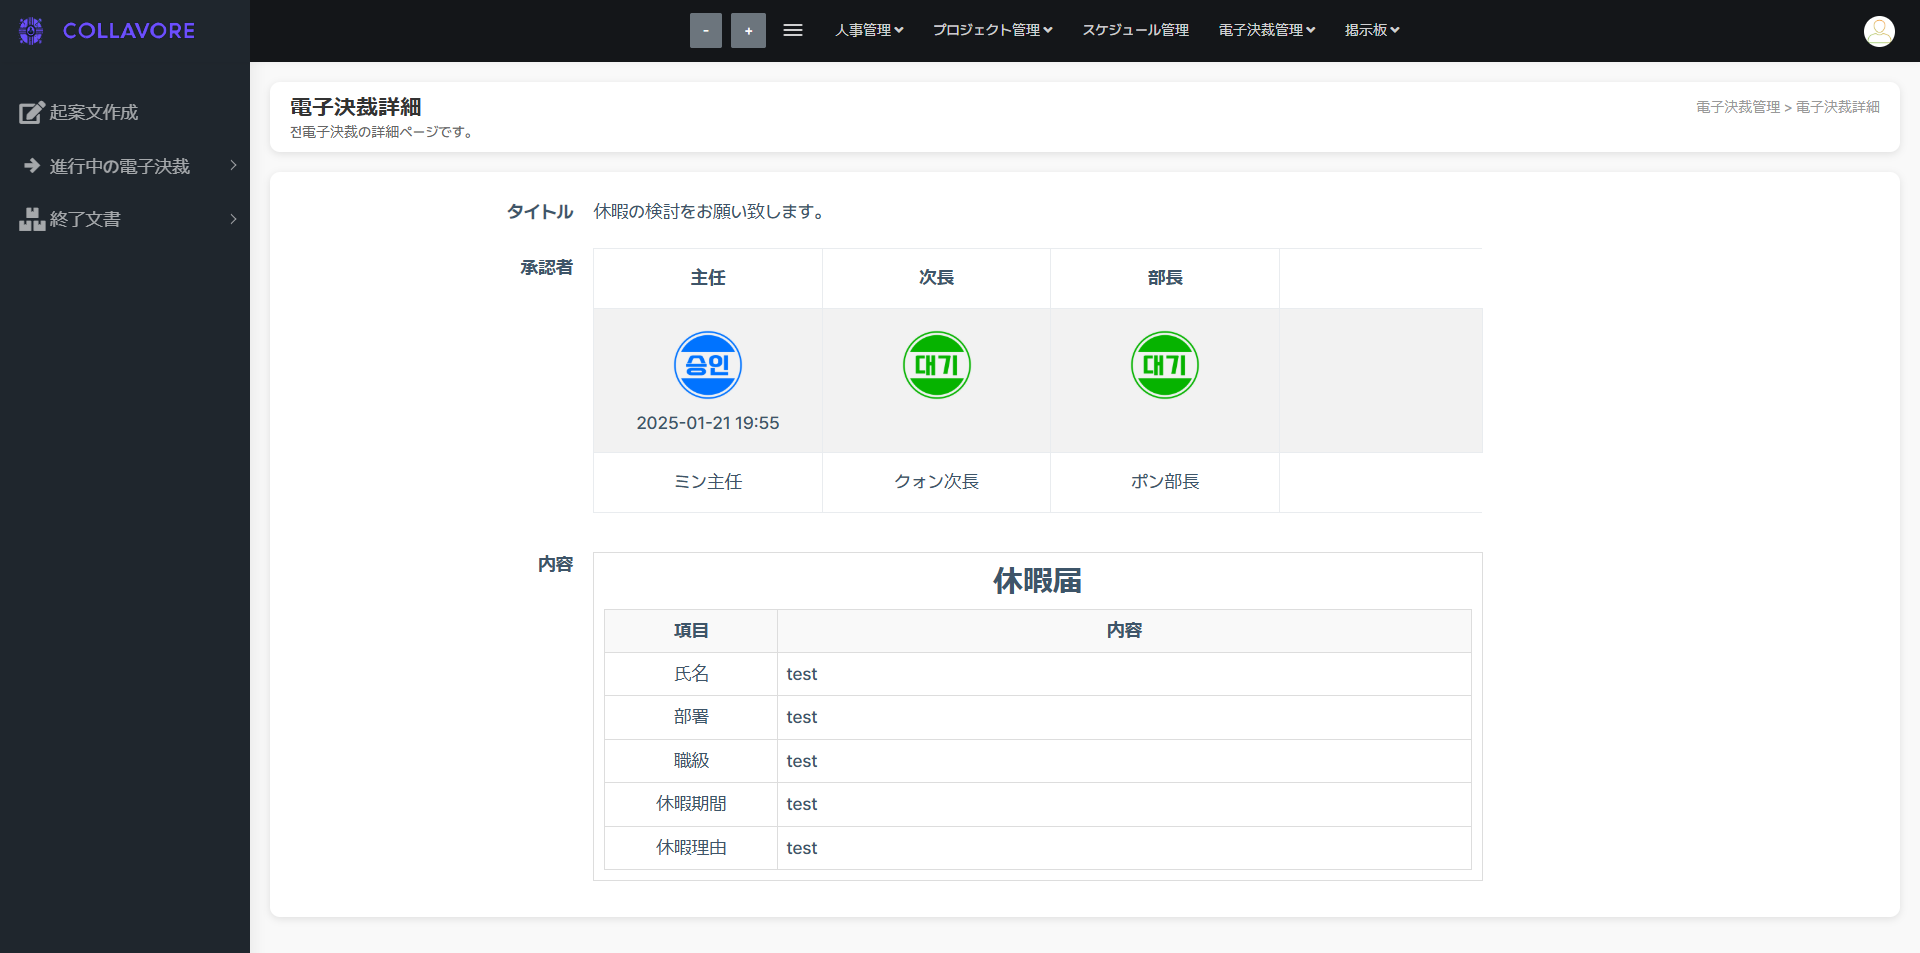 COLLAVORE
- + 人事管理 プロジェクト管理 スケジュール管理 電子決裁管理 掲示板
起案文作成
進行中の電子決裁
終了文書
電子決裁詳細
전電子決裁の詳細ページです。
電子決裁管理 > 電子決裁詳細
タイトル 休暇の検討をお願い致します。
承認者 主任 次長 部長
승인 대기 대기
2025-01-21 19:55
ミン主任 クォン次長 ポン部長
内容
休暇届
項目 内容
氏名 test
部署 test
職級 test
休暇期間 test
休暇理由 test